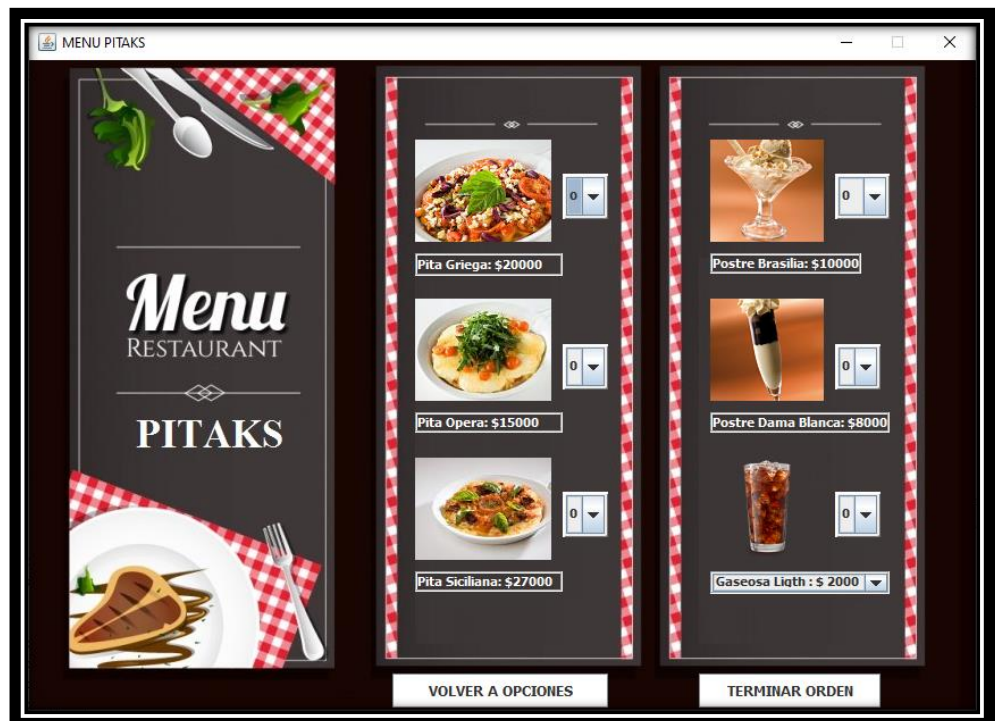 MENU PITAKS
Menu
RESTAURANT
PITAKS
0
Pita Griega: $20000
0
Pita Opera: $15000
0
Pita Siciliana: $27000
0
Postre Brasilia: $10000
0
Postre Dama Blanca: $8000
0
Gaseosa Ligth : $ 2000
VOLVER A OPCIONES
TERMINAR ORDEN